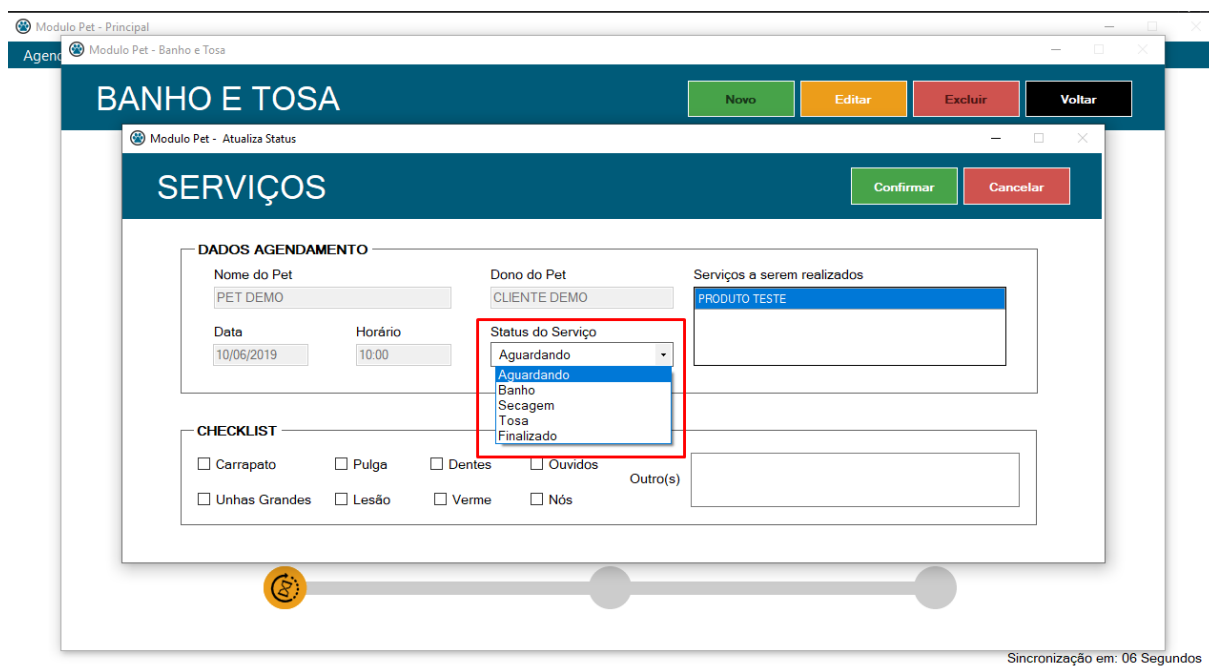 Modulo Pet - Principal
Agend
Modulo Pet - Banho e Tosa
BANHO E TOSA
Novo
Editar
Excluir
Voltar
Modulo Pet - Atualiza Status
SERVIÇOS
Confirmar
Cancelar
DADOS AGENDAMENTO
Nome do Pet
Dono do Pet
Serviços a serem realizados
PET DEMO
CLIENTE DEMO
PRODUTO TESTE
Data
Horário
Status do Serviço
10/06/2019
10:00
Aguardando
Aguardando
Banho
Secagem
Tosa
Finalizado
CHECKLIST
Carrapato
Pulga
Dentes
Ouvidos
Outro(s)
Unhas Grandes
Lesão
Verme
Nós
Sincronização em: 06 Segundos